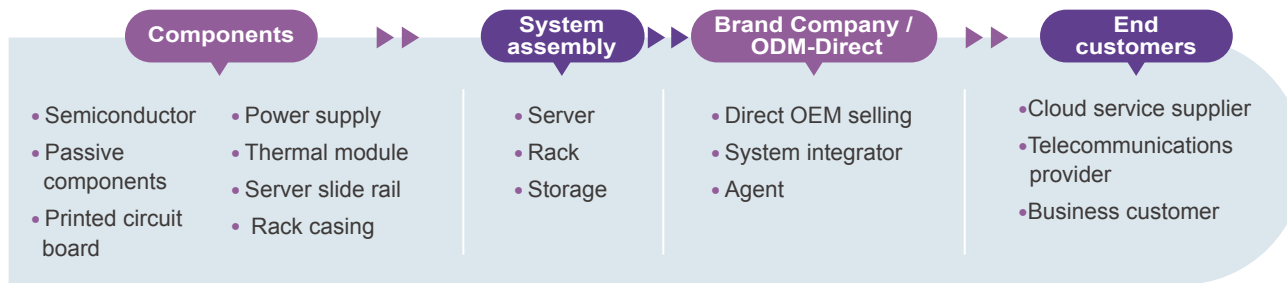 Components
• Semiconductor
• Passive
components
• Printed circuit
board
• Power supply
• Thermal module
• Server slide rail
• Rack casing
System
assembly
• Server
• Rack
• Storage
Brand Company /
ODM-Direct
• Direct OEM selling
• System integrator
• Agent
End
customers
•Cloud service supplier
•Telecommunications
provider
•Business customer